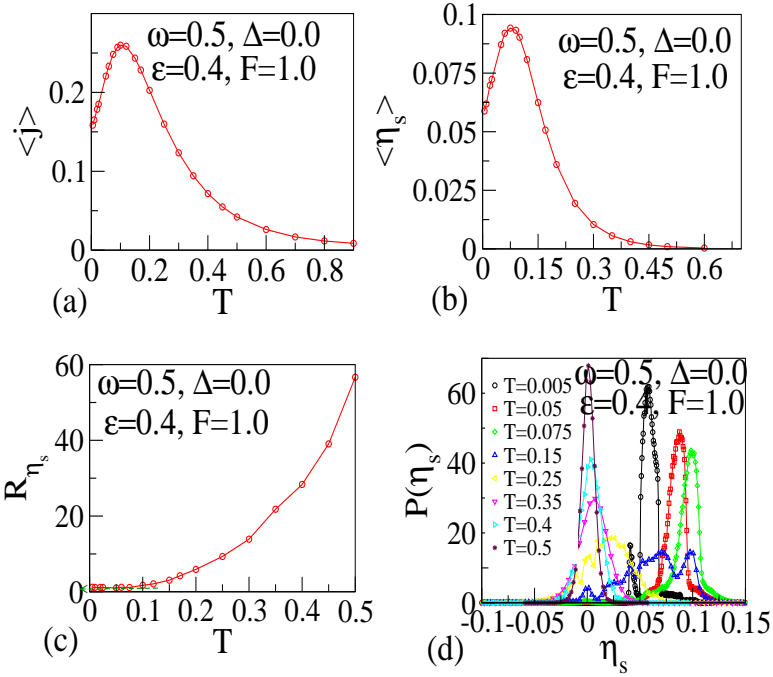 ω=0.5, Δ=0.0
ε=0.4, F=1.0
<j>
0.2
0.1
0
0 0.2 0.4 0.6 0.8
T
(a)
ω=0.5, Δ=0.0
ε=0.4, F=1.0
<η_s>
0.1
0.075
0.05
0.025
0
0 0.15 0.3 0.45 0.6
T
(b)
ω=0.5, Δ=0.0
ε=0.4, F=1.0
R_η_s
60
40
20
0
0 0.1 0.2 0.3 0.4 0.5
T
(c)
ω=0.5, Δ=0.0
ε=0.4, F=1.0
T=0.005
T=0.05
T=0.075
T=0.15
T=0.25
T=0.35
T=0.4
T=0.5
P(η_s)
60
40
20
0
-0.1 -0.05 0 0.05 0.1 0.15
η_s
(d)